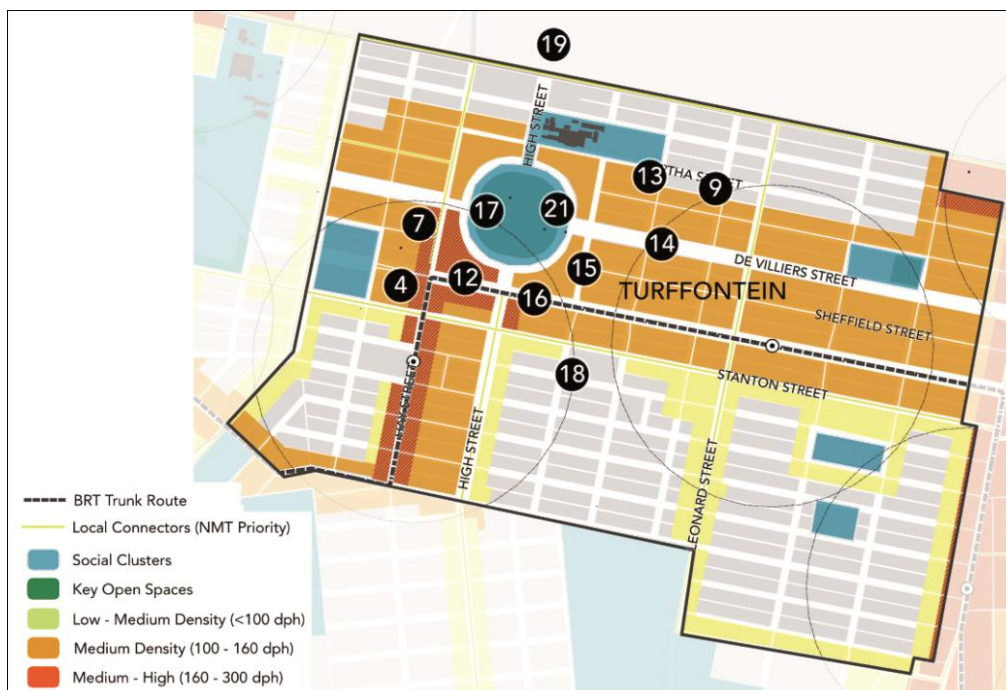 19
HIGH STREET
13
9
17
21
7
14
DE VILLIERS STREET
15
12
4
16
TURFFONTEIN
SHEFFIELD STREET
18
STANTON STREET
HIGH STREET
LEONARD STREET
BRT Trunk Route
Local Connectors (NMT Priority)
Social Clusters
Key Open Spaces
Low - Medium Density (<100 dph)
Medium Density (100 - 160 dph)
Medium - High (160 - 300 dph)